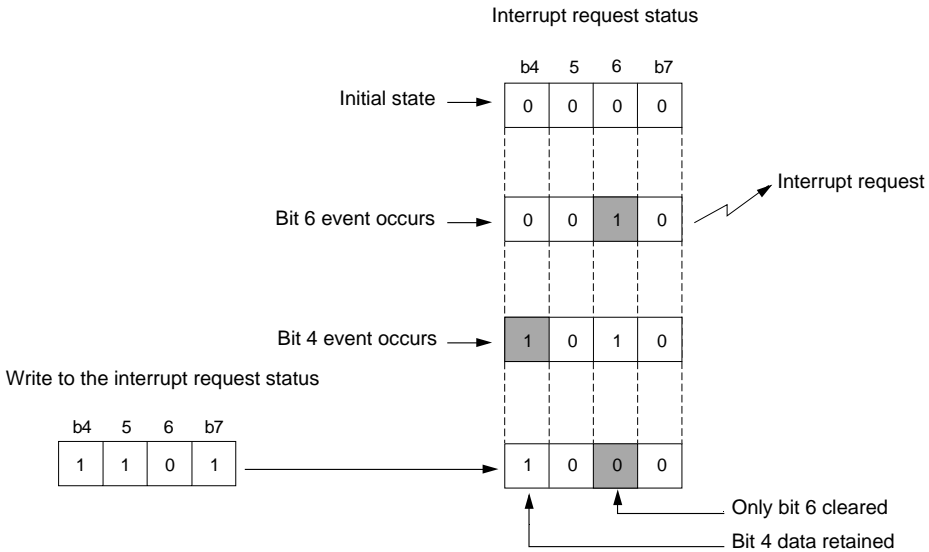 Interrupt request status
b4 5 6 b7
Initial state 0 0 0 0
Interrupt request
Bit 6 event occurs 0 0 1 0
Bit 4 event occurs 1 0 1 0
Write to the interrupt request status
b4 5 6 b7
1 1 0 1 1 0 0 0
Only bit 6 cleared
Bit 4 data retained